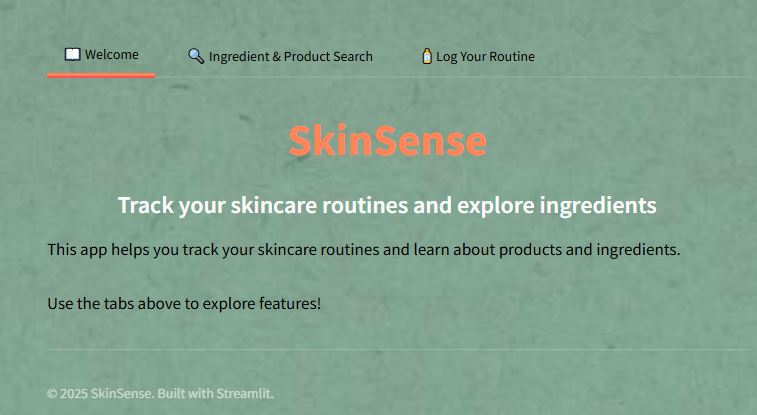 Welcome
Ingredient & Product Search
Log Your Routine
SkinSense
Track your skincare routines and explore ingredients
This app helps you track your skincare routines and learn about products and ingredients.
Use the tabs above to explore features!
© 2025 SkinSense. Built with Streamlit.